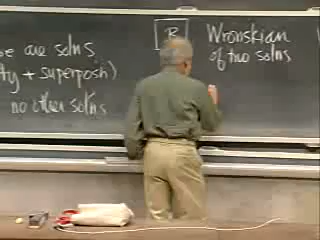 e are solns
ty + superposn)
no other solns
B
Wronskian
of two solns